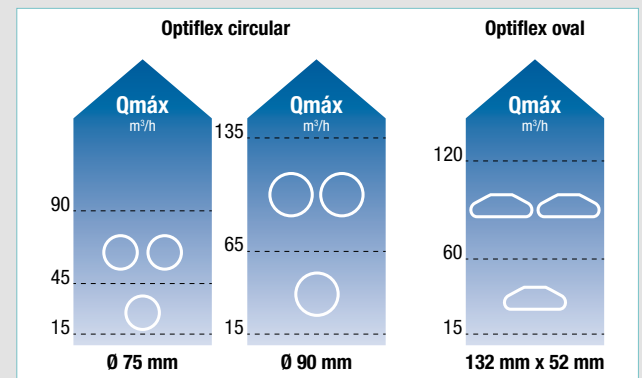 Optiflex circular
Optiflex oval
Qmáx
m³/h
90
45
15
Ø 75 mm
Qmáx
m³/h
135
65
15
Ø 90 mm
Qmáx
m³/h
120
60
15
132 mm x 52 mm